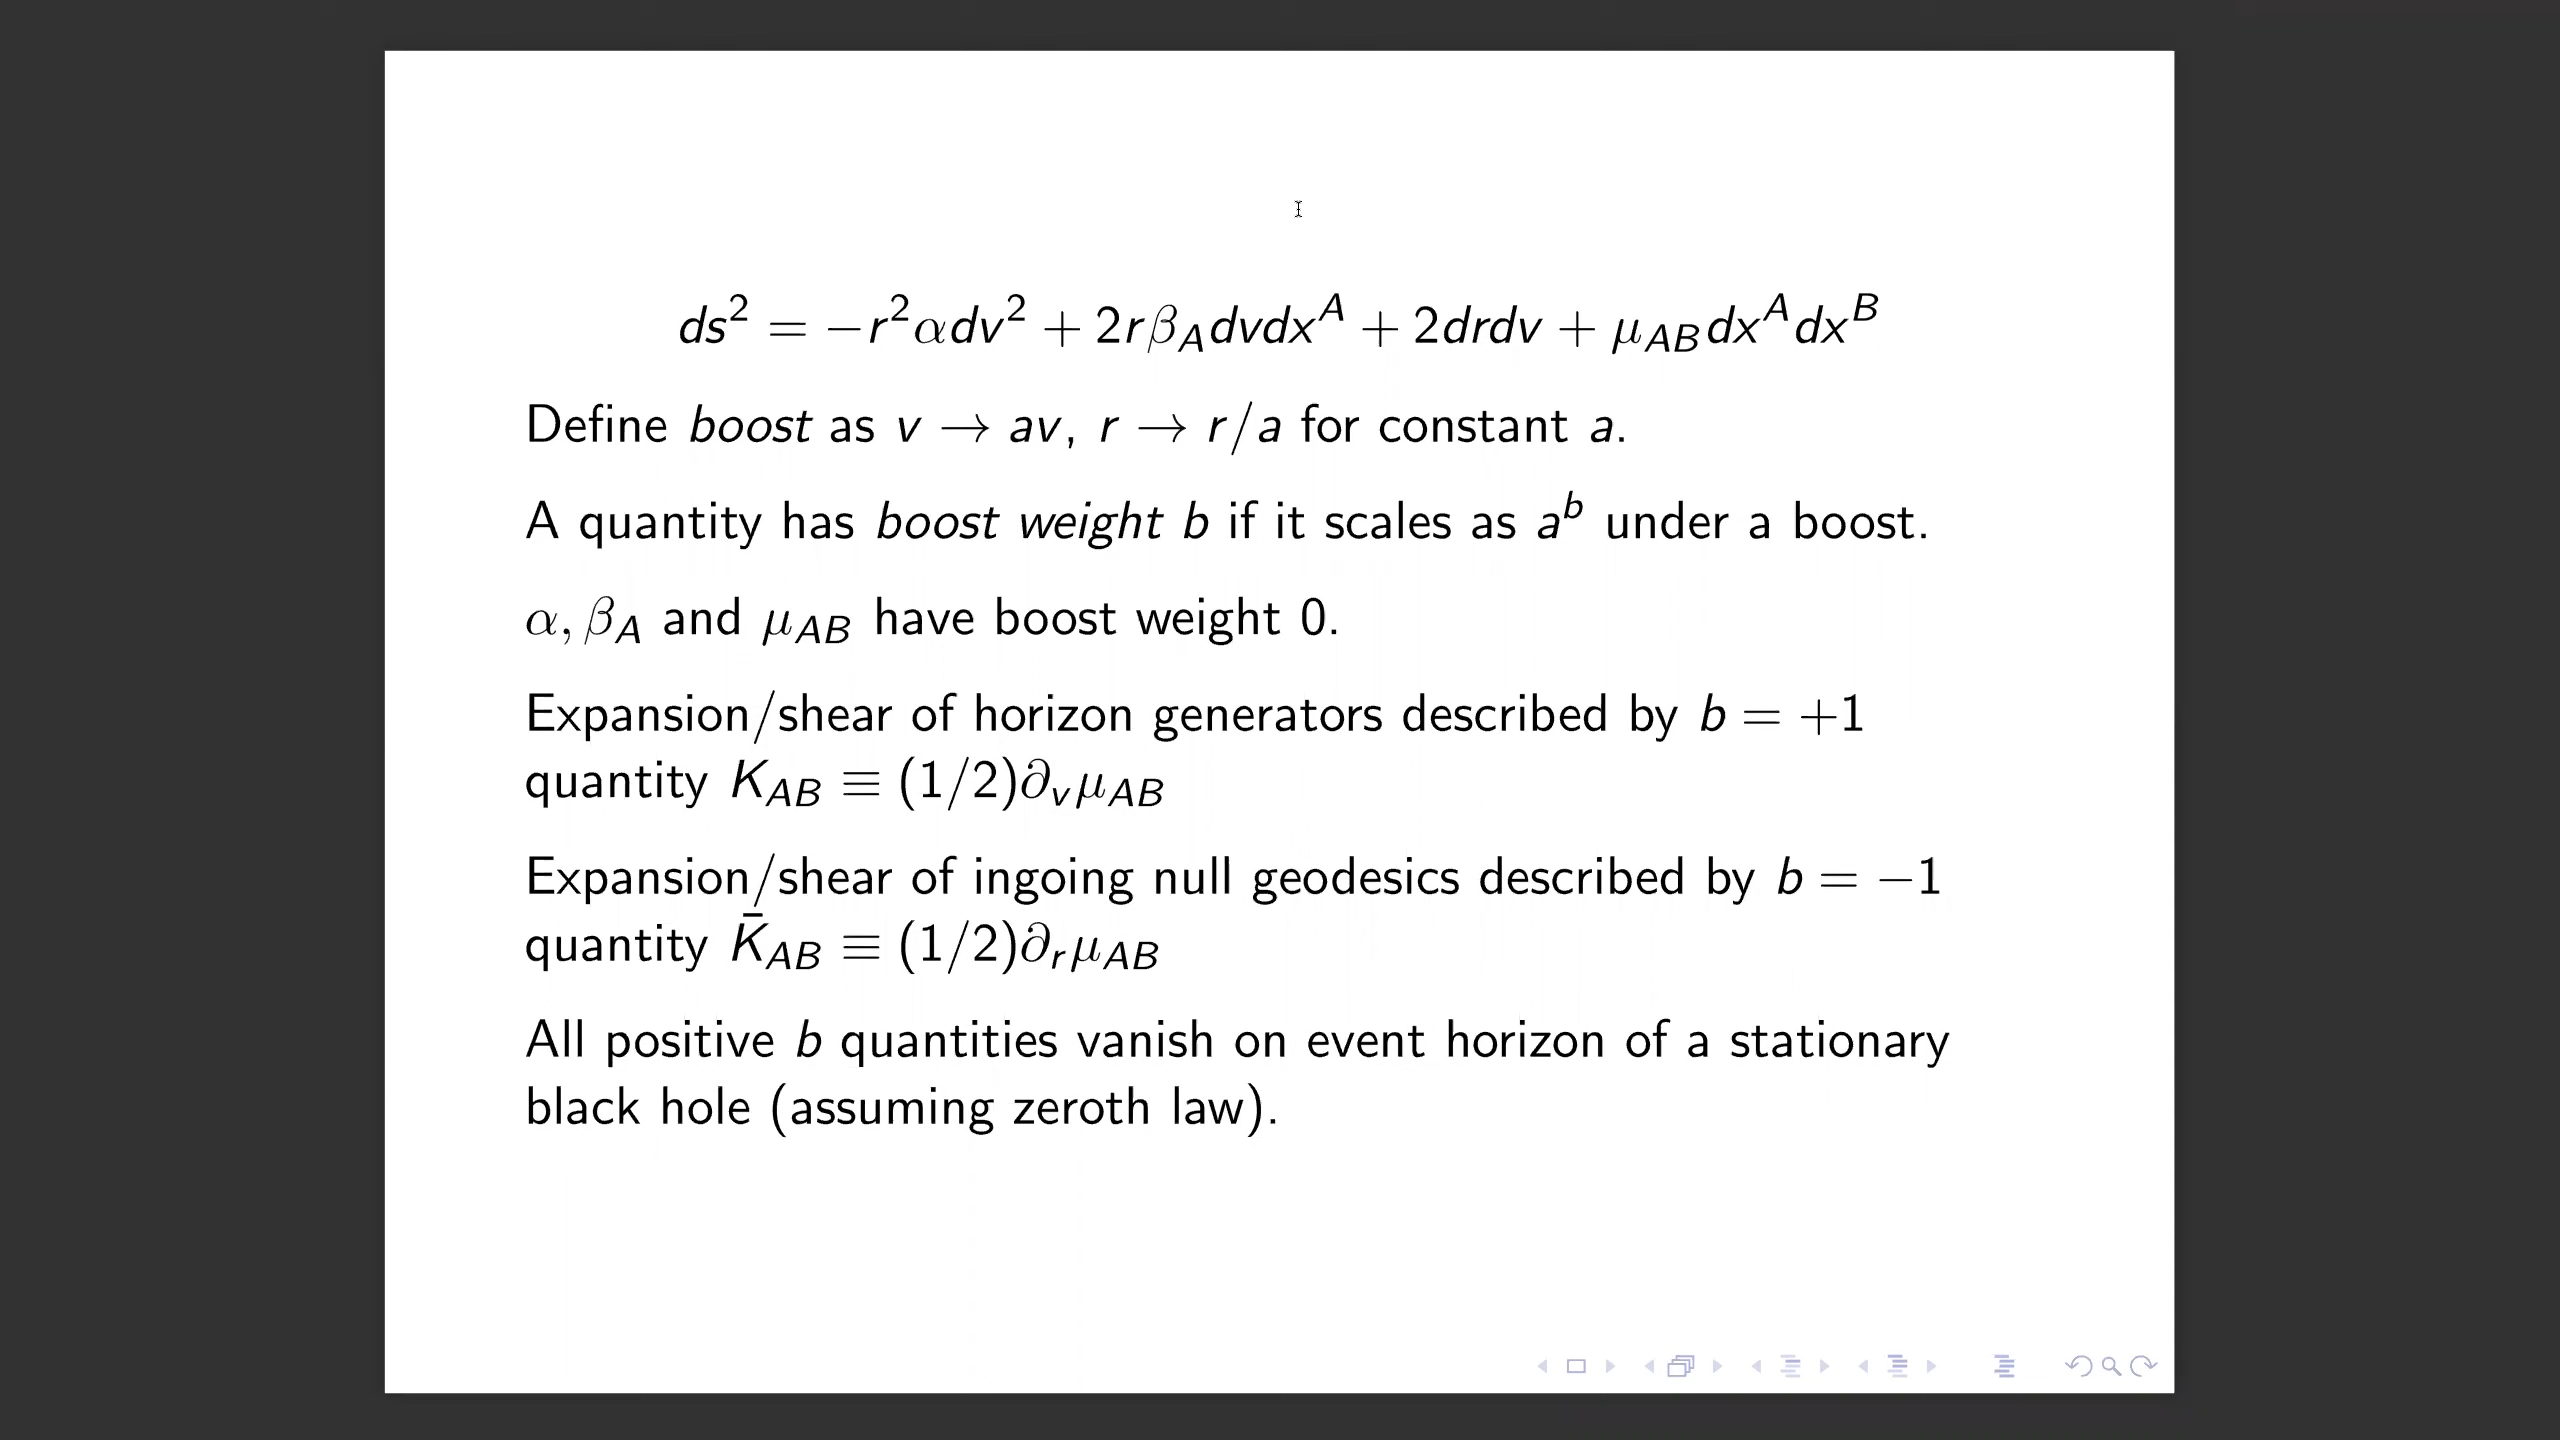 ds² = −r²αdv² + 2rβ_A dvdx^A + 2drdv + μ_AB dx^A dx^B
Define boost as v → av, r → r/a for constant a.
A quantity has boost weight b if it scales as a^b under a boost.
α, β_A and μ_AB have boost weight 0.
Expansion/shear of horizon generators described by b = +1
quantity K_AB ≡ (1/2)∂_v μ_AB
Expansion/shear of ingoing null geodesics described by b = −1
quantity K̄_AB ≡ (1/2)∂_r μ_AB
All positive b quantities vanish on event horizon of a stationary
black hole (assuming zeroth law).